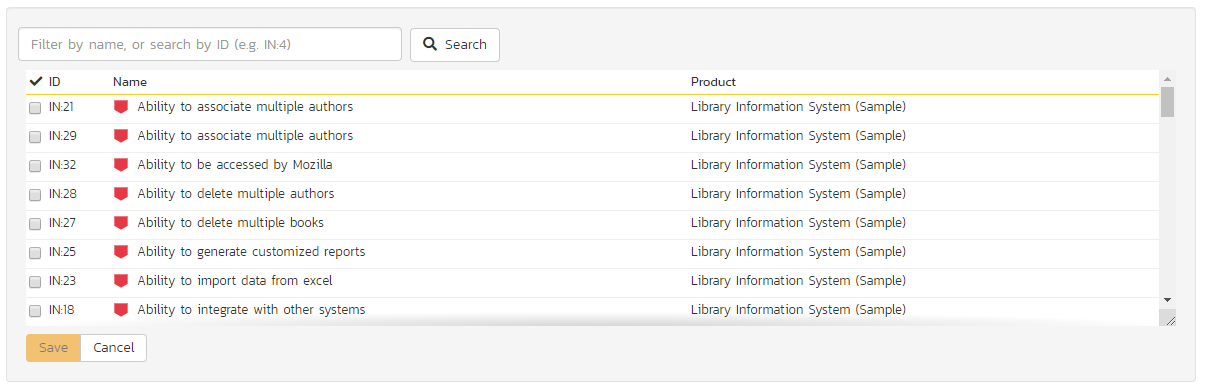 Filter by name, or search by ID (e.g. IN:4) Search
ID Name Product
IN:21 Ability to associate multiple authors Library Information System (Sample)
IN:29 Ability to associate multiple authors Library Information System (Sample)
IN:32 Ability to be accessed by Mozilla Library Information System (Sample)
IN:28 Ability to delete multiple authors Library Information System (Sample)
IN:27 Ability to delete multiple books Library Information System (Sample)
IN:25 Ability to generate customized reports Library Information System (Sample)
IN:23 Ability to import data from excel Library Information System (Sample)
IN:18 Ability to integrate with other systems Library Information System (Sample)
Save Cancel